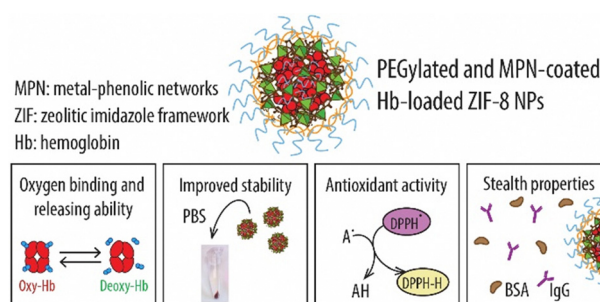 MPN: metal-phenolic networks
ZIF: zeolitic imidazole framework
Hb: hemoglobin
PEGylated and MPN-coated
Hb-loaded ZIF-8 NPs
Oxygen binding and
releasing ability
Oxy-Hb
Deoxy-Hb
Improved stability
PBS
Antioxidant activity
DPPH•
A•
AH
DPPH-H
Stealth properties
BSA
IgG